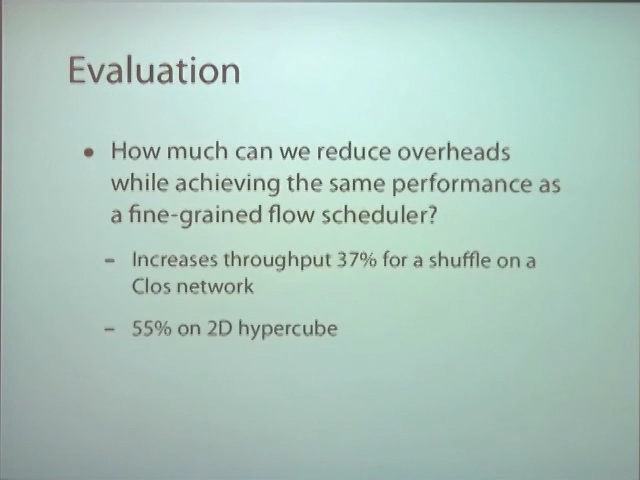 Evaluation
• How much can we reduce overheads
while achieving the same performance as
a fine-grained flow scheduler?
– Increases throughput 37% for a shuffle on a
Clos network
– 55% on 2D hypercube